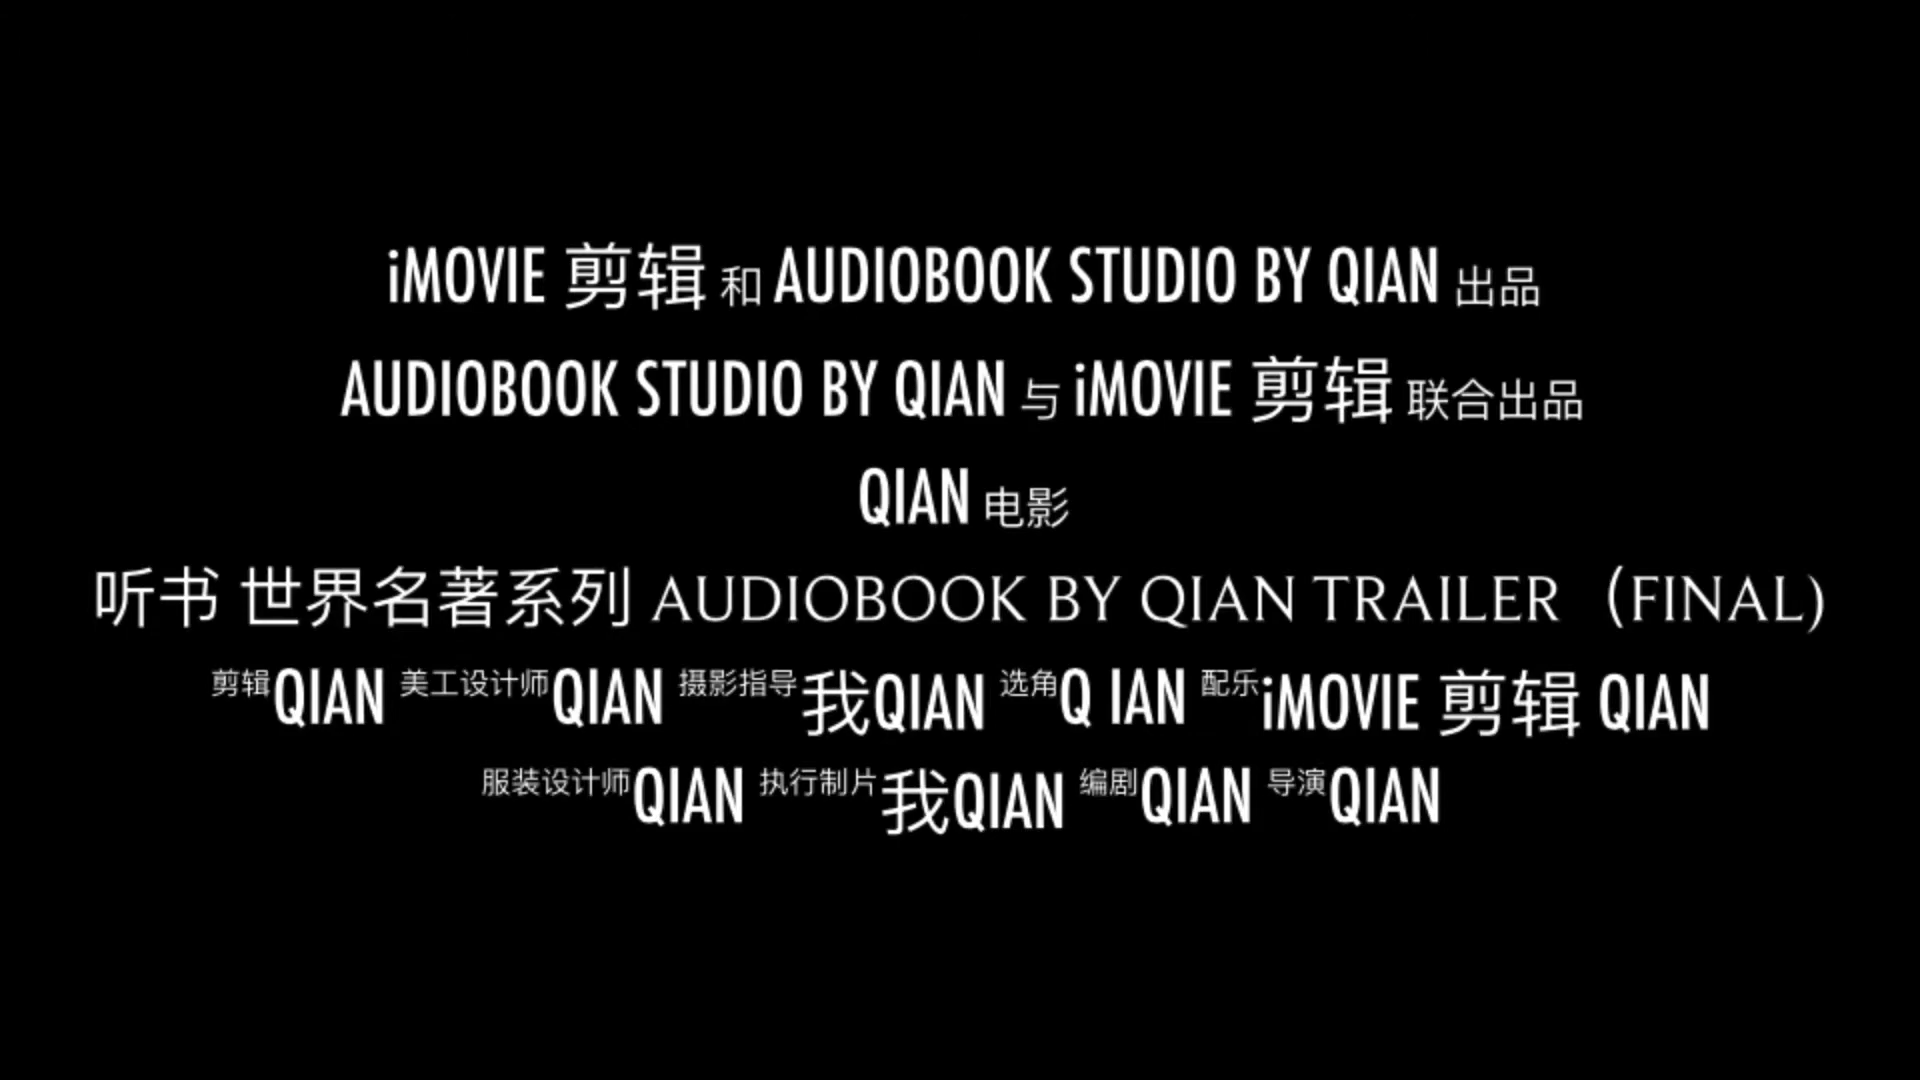 iMOVIE 剪辑 和 AUDIOBOOK STUDIO BY QIAN 出品
AUDIOBOOK STUDIO BY QIAN 与 iMOVIE 剪辑 联合出品
QIAN 电影
听书 世界名著系列 AUDIOBOOK BY QIAN TRAILER（FINAL)
剪辑QIAN 美工设计师QIAN 摄影指导我QIAN 选角Q IAN 配乐iMOVIE 剪辑 QIAN
服装设计师QIAN 执行制片我QIAN 编剧QIAN 导演QIAN